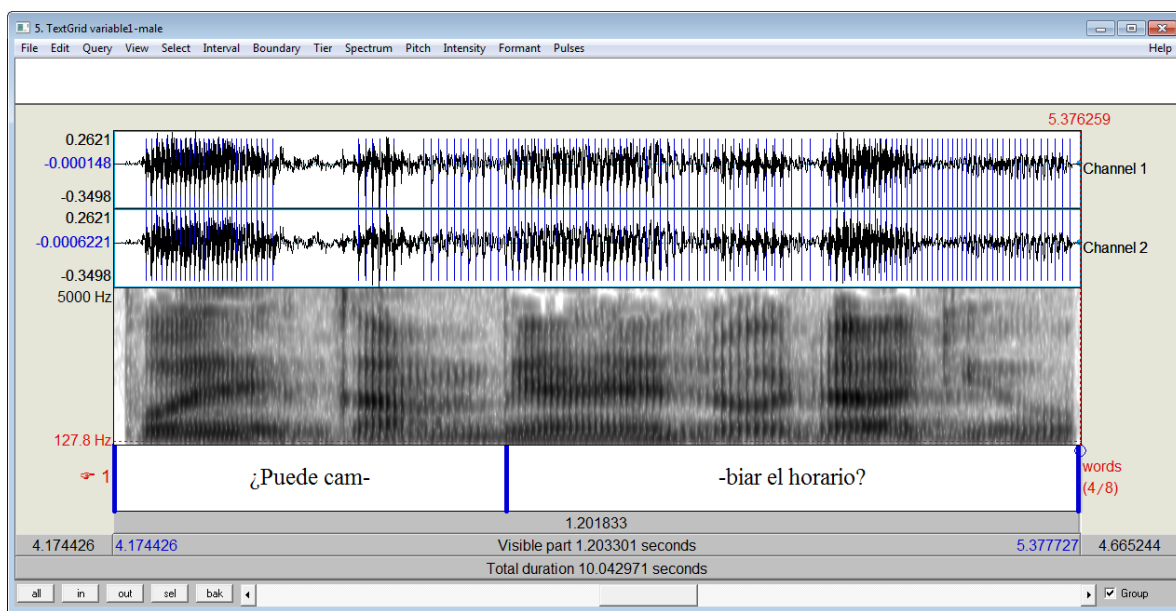 5. TextGrid variable1-male
File Edit Query View Select Interval Boundary Tier Spectrum Pitch Intensity Formant Pulses Help
5.376259
0.2621
-0.000148
Channel 1
-0.3498
0.2621
-0.0006221
Channel 2
-0.3498
5000 Hz
127.8 Hz
1 ¿Puede cam- -biar el horario? words
(4/8)
1.201833
4.174426 4.174426 Visible part 1.203301 seconds 5.377727 4.665244
Total duration 10.042971 seconds
all in out sel bak Group